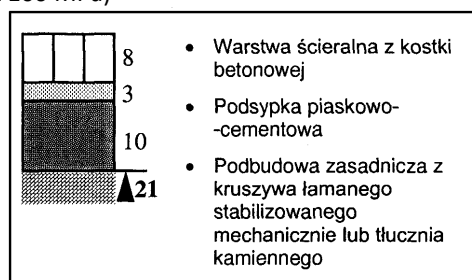 8
3
10
21
• Warstwa ścieralna z kostki
betonowej
• Podsypka piaskowo-
-cementowa
• Podbudowa zasadnicza z
kruszywa łamanego
stabilizowanego
mechanicznie lub tłucznia
kamiennego